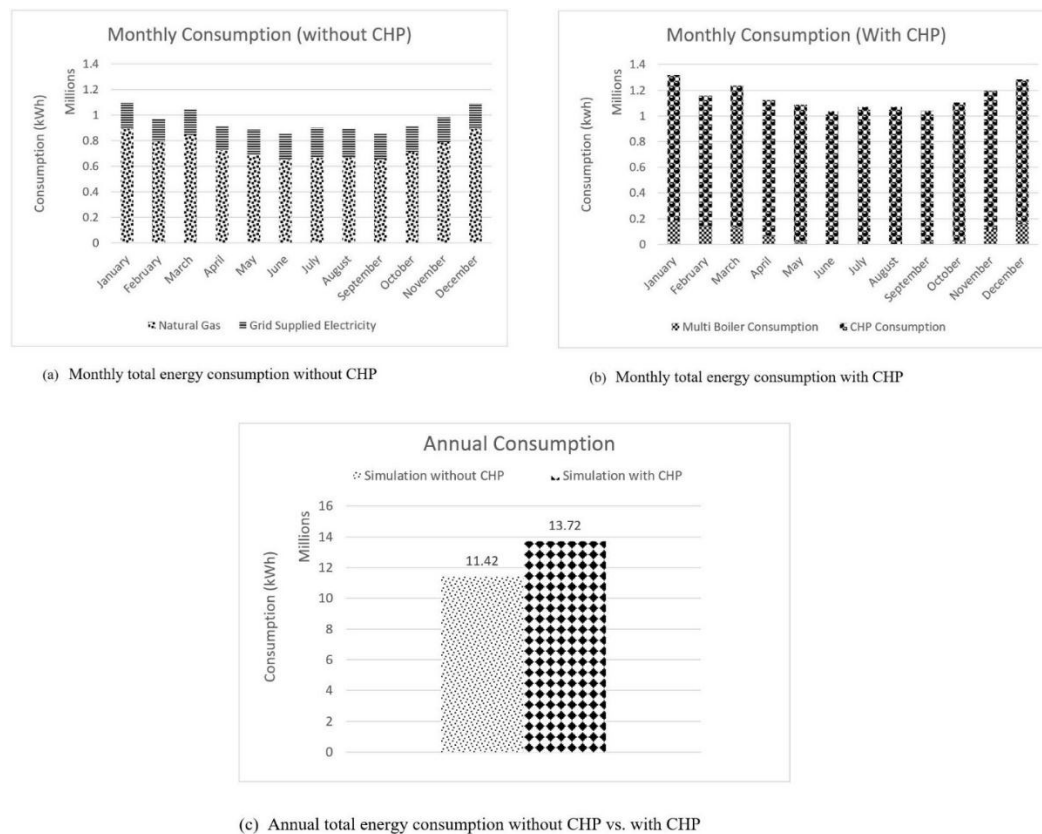 Monthly Consumption (without CHP)
Consumption (kWh)
Millions
1.4
1.2
1
0.8
0.6
0.4
0.2
0
January
February
March
April
May
June
July
August
September
October
November
December
Natural Gas
Grid Supplied Electricity
(a) Monthly total energy consumption without CHP
Monthly Consumption (With CHP)
Consumption (kWh)
Millions
1.4
1.2
1
0.8
0.6
0.4
0.2
0
January
February
March
April
May
June
July
August
September
October
November
December
Multi Boiler Consumption
CHP Consumption
(b) Monthly total energy consumption with CHP
Annual Consumption
Simulation without CHP
Simulation with CHP
Consumption (kWh)
Millions
16
14
12
10
8
6
4
2
0
11.42
13.72
(c) Annual total energy consumption without CHP vs. with CHP